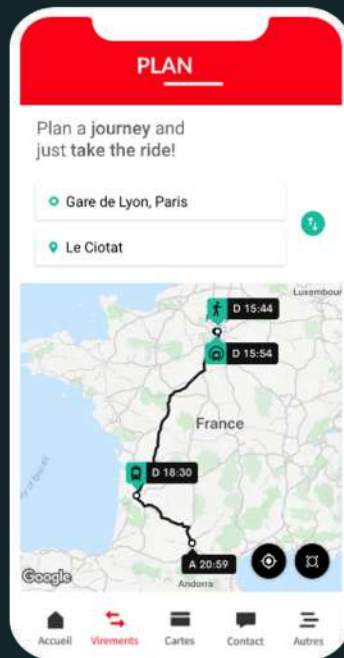 PLAN
Plan a journey and
just take the ride!
Gare de Lyon, Paris
Le Ciotat
Luxembour
D 15:44
D 15:54
France
D 18:30
A 20:59
Google
Andorra
Accueil
Virements
Cartes
Contact
Autres